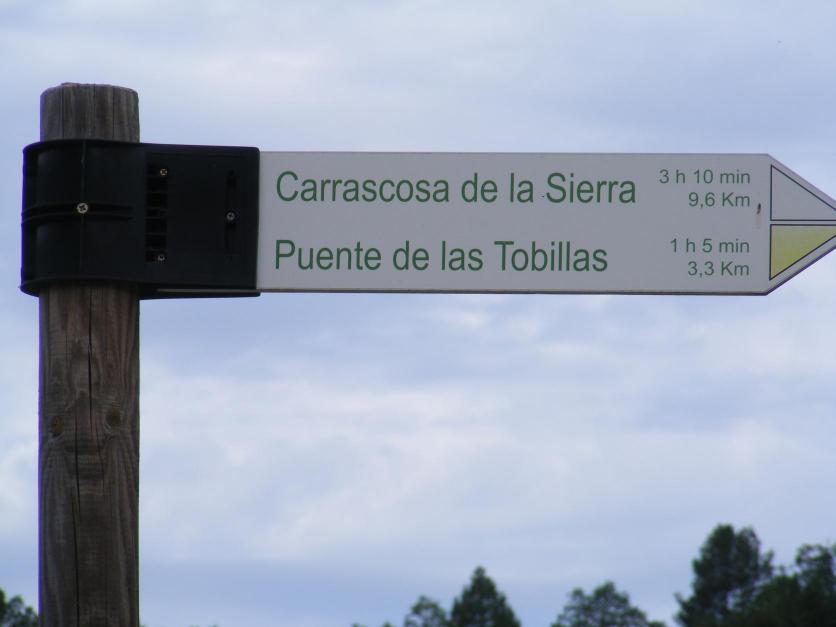 Carrascosa de la Sierra 3 h 10 min
9,6 Km
Puente de las Tobillas 1 h 5 min
3,3 Km